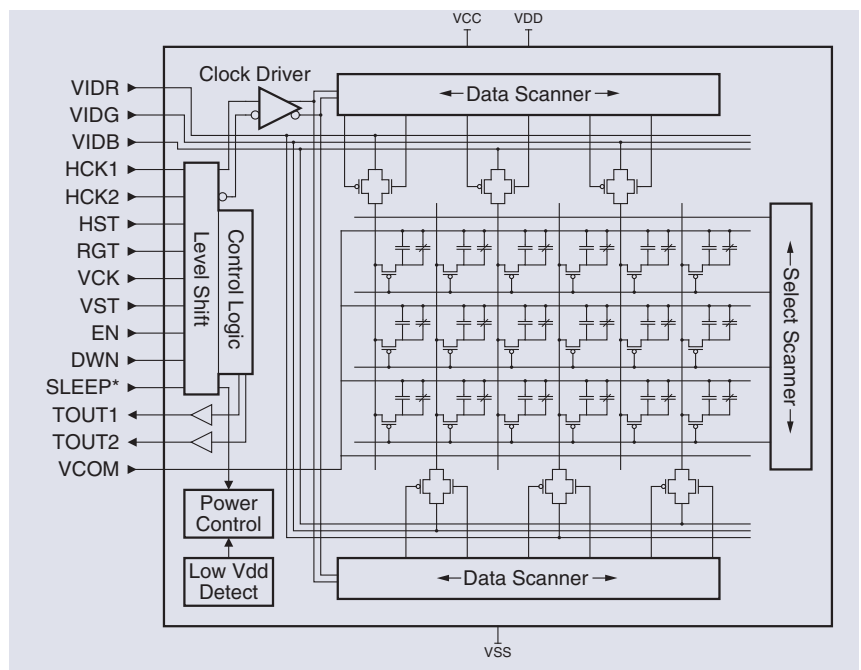 VCC VDD
Clock Driver
Data Scanner
VIDR
VIDG
VIDB
HCK1
HCK2
HST
RGT
VCK
VST
EN
DWN
SLEEP*
TOUT1
TOUT2
VCOM
Level Shift
Control Logic
Select Scanner
Power
Control
Low Vdd
Detect
Data Scanner
VSS